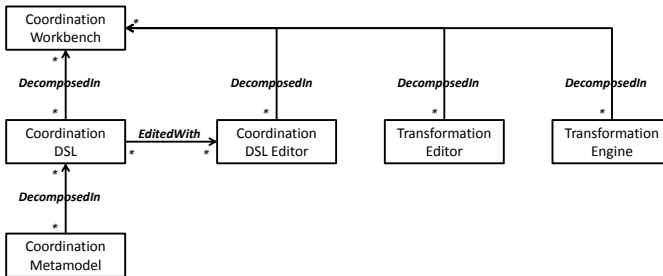 Coordination
Workbench
*
*
DecomposedIn
DecomposedIn
DecomposedIn
DecomposedIn
*
*
*
*
Coordination
DSL
EditedWith
*
*
Coordination
DSL Editor
Transformation
Editor
Transformation
Engine
*
DecomposedIn
*
Coordination
Metamodel